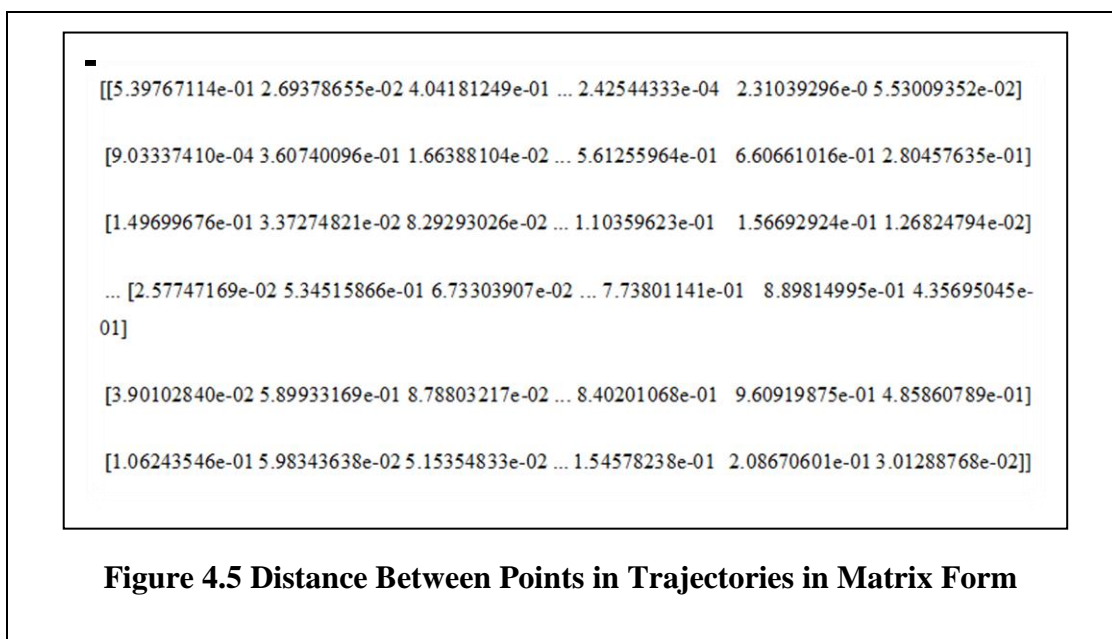 [[5.39767114e-01 2.69378655e-02 4.04181249e-01 ... 2.42544333e-04 2.31039296e-0 5.53009352e-02]
[9.03337410e-04 3.60740096e-01 1.66388104e-02 ... 5.61255964e-01 6.60661016e-01 2.80457635e-01]
[1.49699676e-01 3.37274821e-02 8.29293026e-02 ... 1.10359623e-01 1.56692924e-01 1.26824794e-02]
... [2.57747169e-02 5.34515866e-01 6.73303907e-02 ... 7.73801141e-01 8.89814995e-01 4.35695045e-
01]
[3.90102840e-02 5.89933169e-01 8.78803217e-02 ... 8.40201068e-01 9.60919875e-01 4.85860789e-01]
[1.06243546e-01 5.98343638e-02 5.15354833e-02 ... 1.54578238e-01 2.08670601e-01 3.01288768e-02]]
Figure 4.5 Distance Between Points in Trajectories in Matrix Form